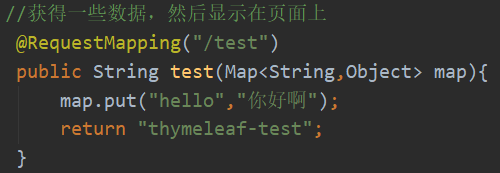 //获得一些数据，然后显示在页面上
@RequestMapping("/test")
public String test(Map<String,Object> map){
map.put("hello","你好啊");
return "thymeleaf-test";
}